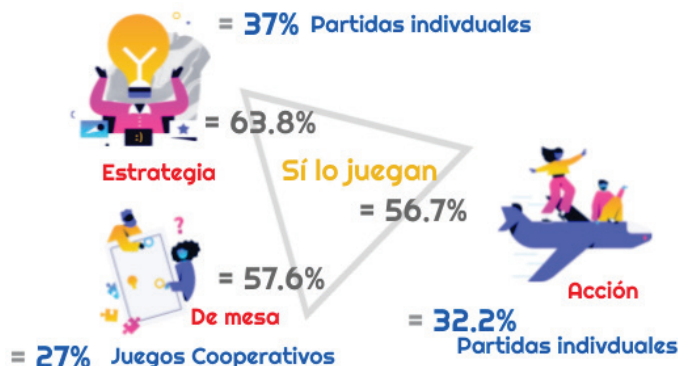 = 37% Partidas indivduales
= 63.8%
Estrategia
Sí lo juegan
= 56.7%
= 57.6%
De mesa
Acción
= 32.2%
Partidas indivduales
= 27% Juegos Cooperativos
:)
?